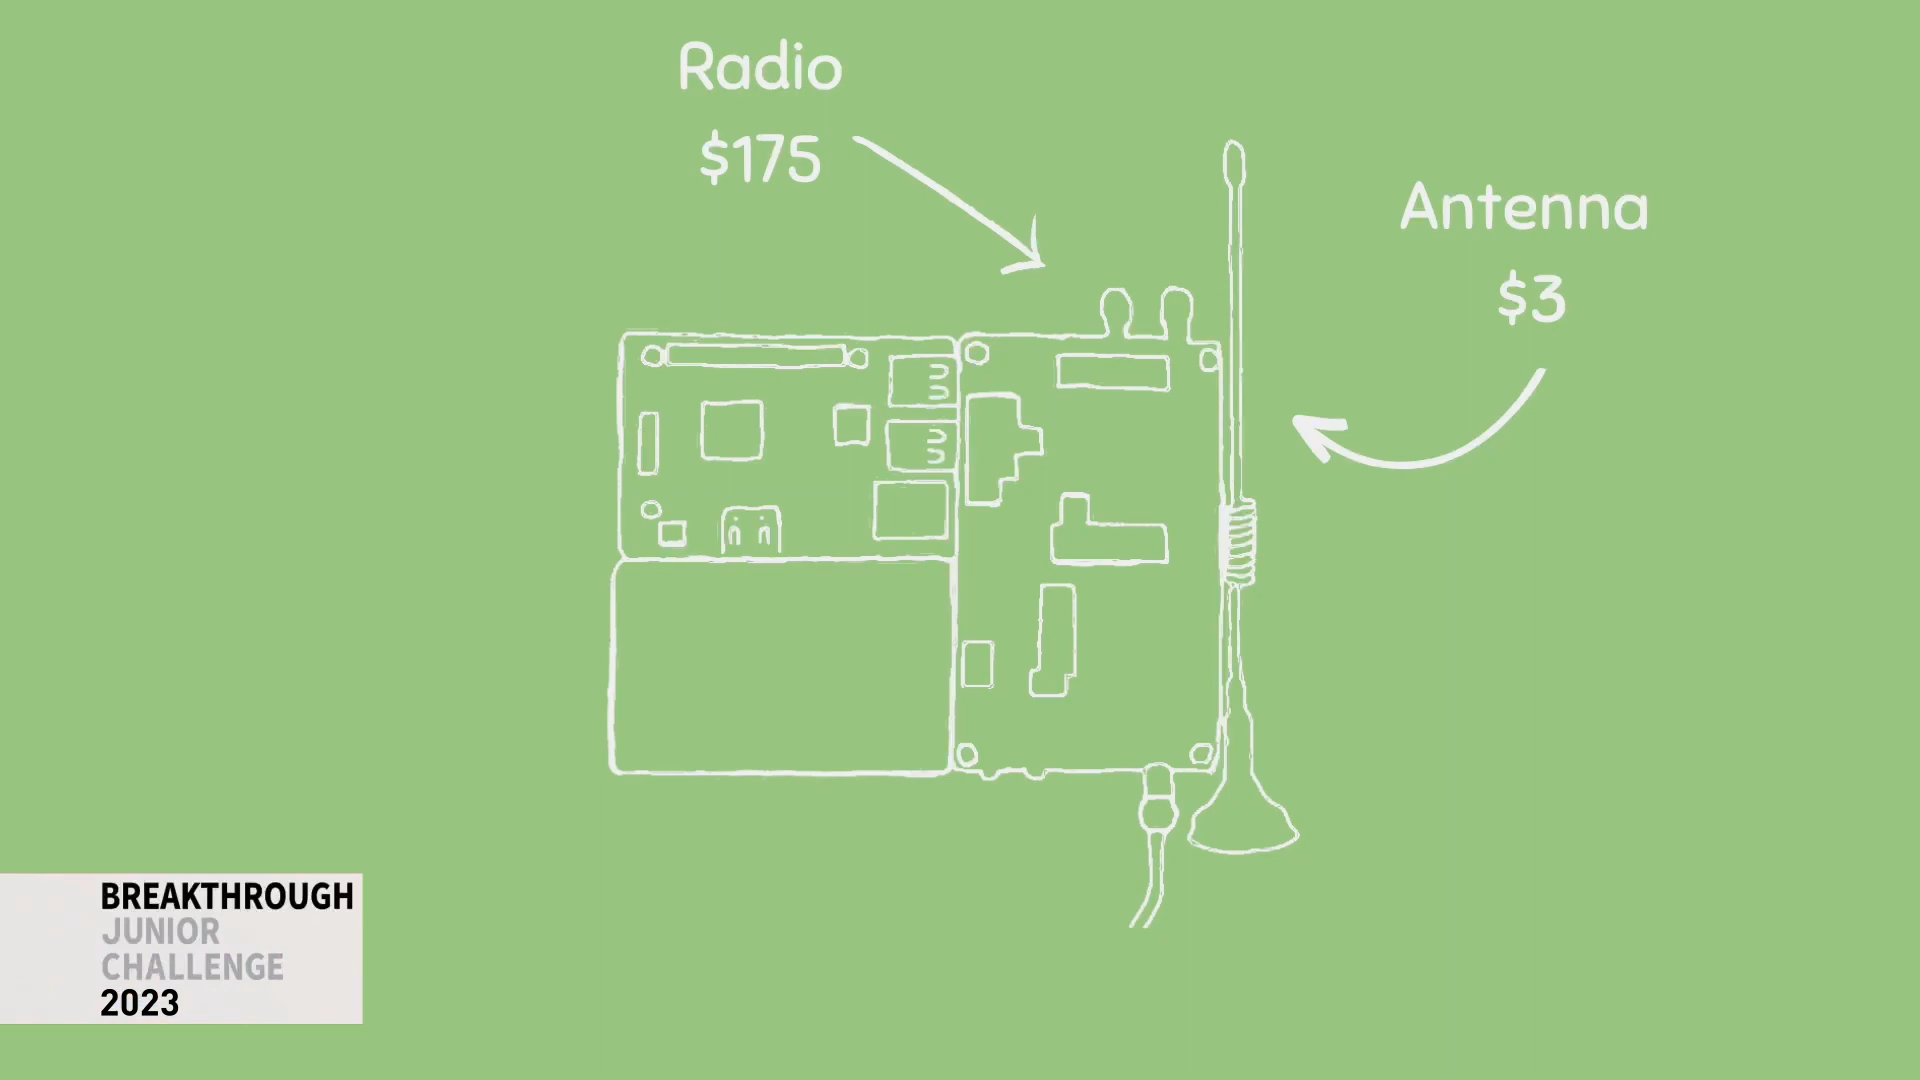 Radio
$175
Antenna
$3
BREAKTHROUGH
JUNIOR
CHALLENGE
2023